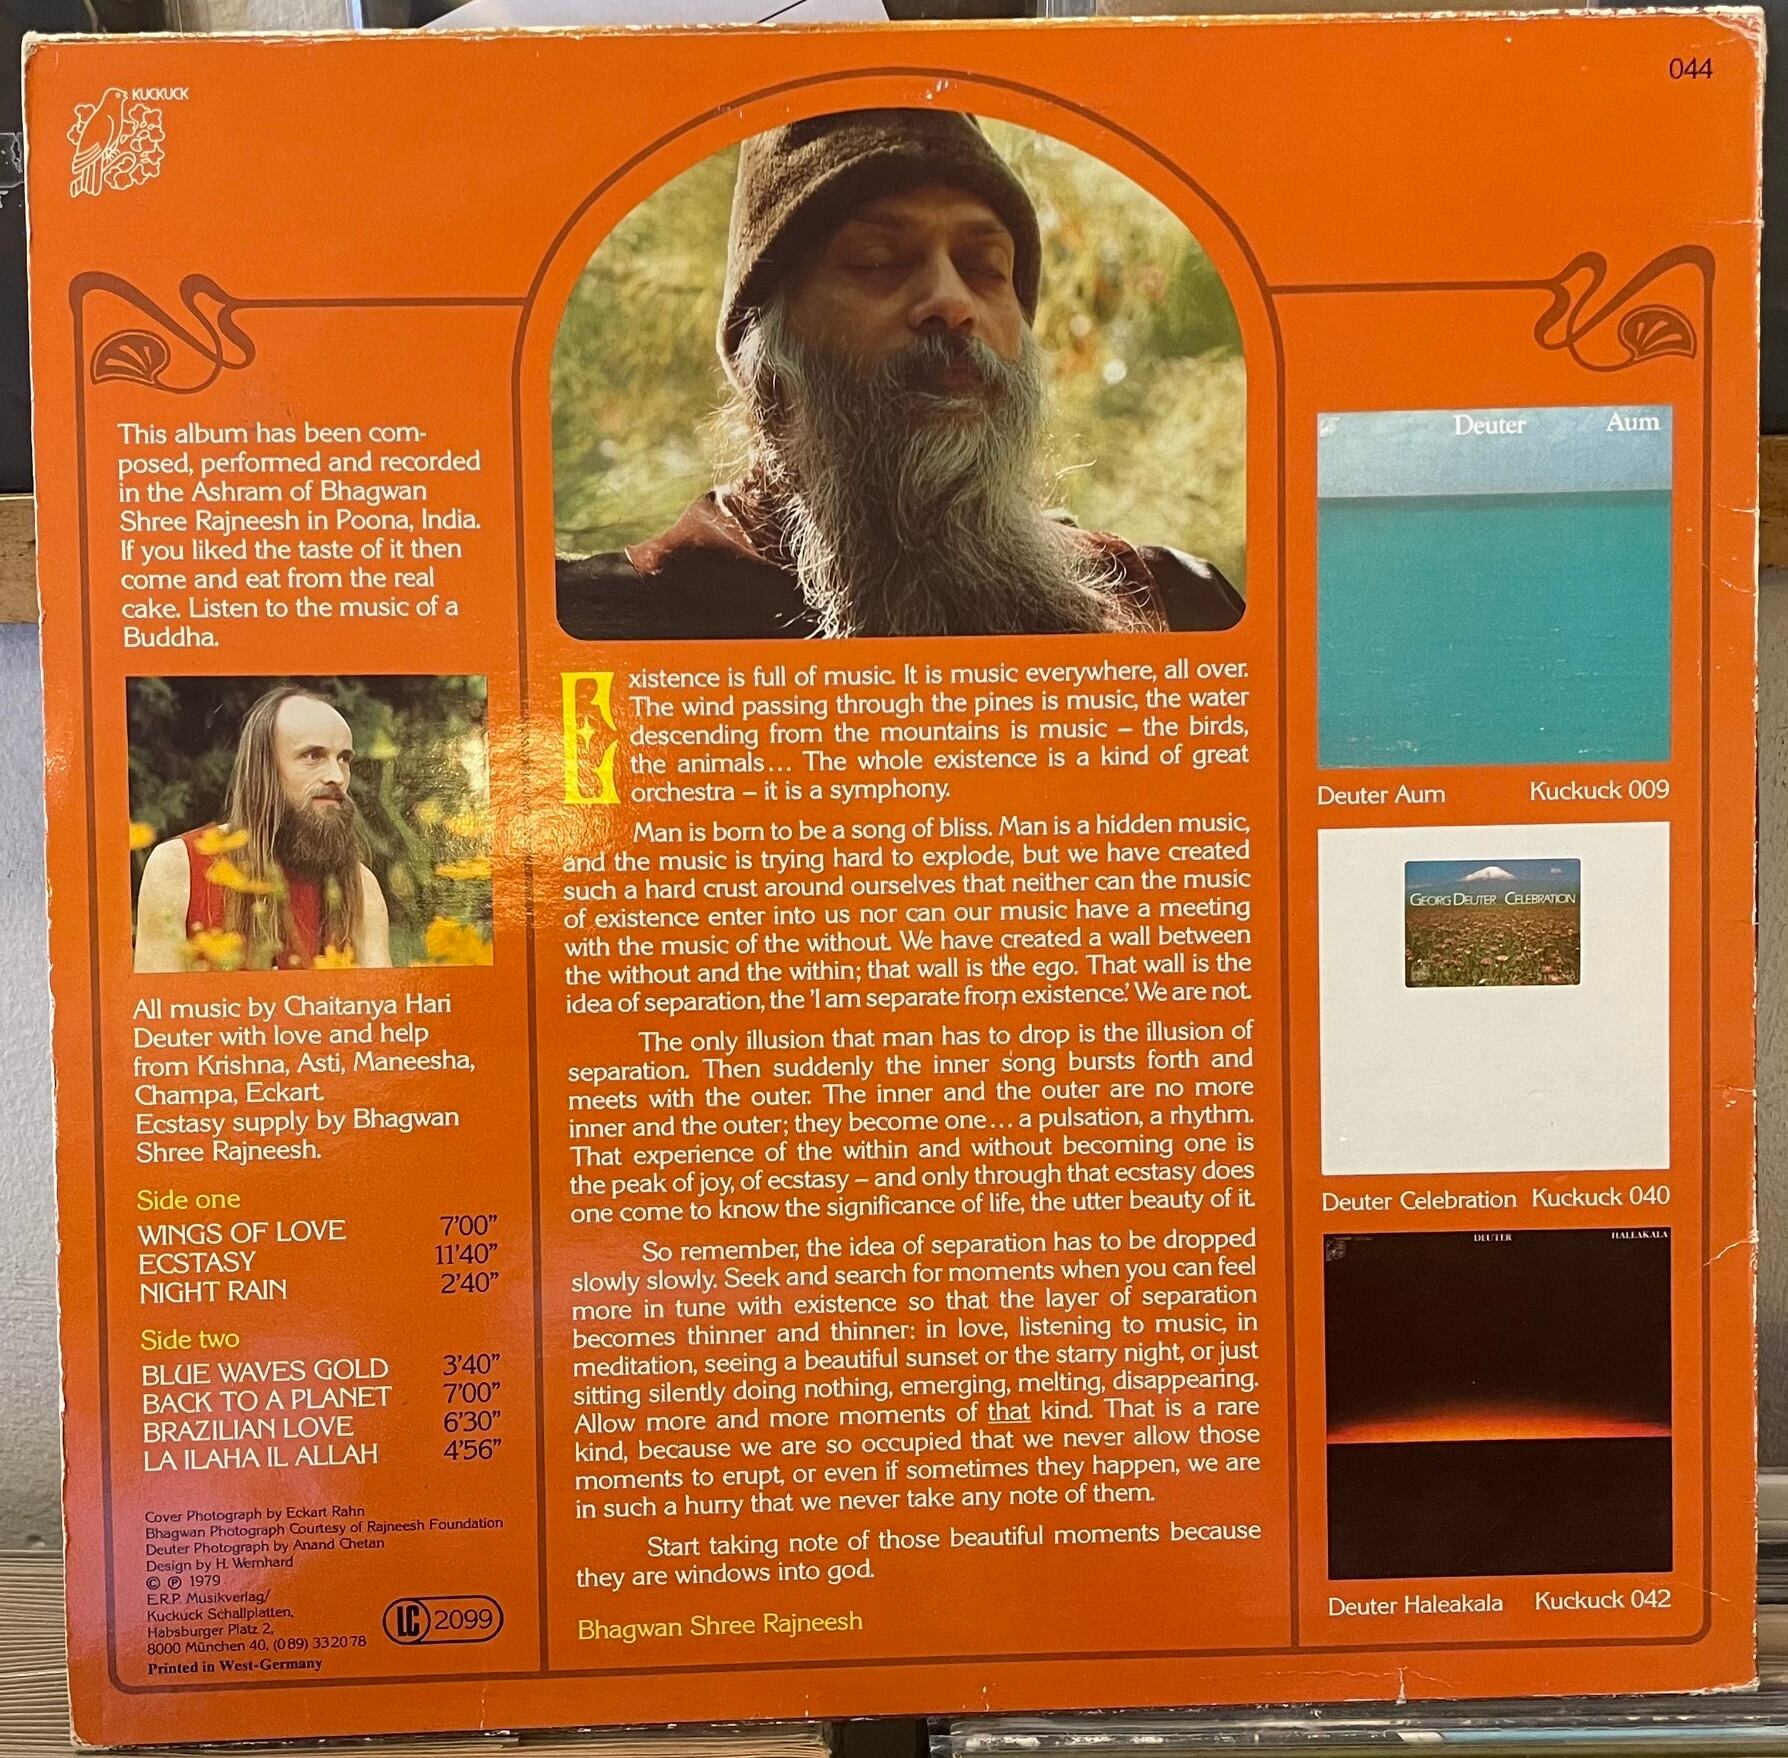 KUCKUCK
044
This album has been com-
posed, performed and recorded
in the Ashram of Bhagwan
Shree Rajneesh in Poona, India.
If you liked the taste of it then
come and eat from the real
cake. Listen to the music of a
Buddha.
All music by Chaitanya Hari
Deuter with love and help
from Krishna, Asti, Maneesha,
Champa, Eckart.
Ecstasy supply by Bhagwan
Shree Rajneesh.
Side one
WINGS OF LOVE 7'00"
ECSTASY 11'40"
NIGHT RAIN 2'40"
Side two
BLUE WAVES GOLD 3'40"
BACK TO A PLANET 7'00"
BRAZILIAN LOVE 6'30"
LA ILAHA IL ALLAH 4'56"
Cover Photograph by Eckart Rahn
Bhagwan Photograph Courtesy of Rajneesh Foundation
Deuter Photograph by Anand Chetan
Design by H. Wernhard
© ℗ 1979
E.R.P. Musikverlag/
Kuckuck Schallplatten,
Habsburger Platz 2,
8000 München 40, (089) 332078
Printed in West-Germany
LC 2099
Existence is full of music. It is music everywhere, all over.
The wind passing through the pines is music, the water
descending from the mountains is music – the birds,
the animals... The whole existence is a kind of great
orchestra – it is a symphony.
Man is born to be a song of bliss. Man is a hidden music,
and the music is trying hard to explode, but we have created
such a hard crust around ourselves that neither can the music
of existence enter into us nor can our music have a meeting
with the music of the without. We have created a wall between
the without and the within; that wall is the ego. That wall is the
idea of separation, the 'I am separate from existence.' We are not.
The only illusion that man has to drop is the illusion of
separation. Then suddenly the inner song bursts forth and
meets with the outer. The inner and the outer are no more
inner and the outer; they become one... a pulsation, a rhythm.
That experience of the within and without becoming one is
the peak of joy, of ecstasy – and only through that ecstasy does
one come to know the significance of life, the utter beauty of it.
So remember, the idea of separation has to be dropped
slowly slowly. Seek and search for moments when you can feel
more in tune with existence so that the layer of separation
becomes thinner and thinner: in love, listening to music, in
meditation, seeing a beautiful sunset or the starry night, or just
sitting silently doing nothing, emerging, melting, disappearing.
Allow more and more moments of that kind. That is a rare
kind, because we are so occupied that we never allow those
moments to erupt, or even if sometimes they happen, we are
in such a hurry that we never take any note of them.
Start taking note of those beautiful moments because
they are windows into god.
Bhagwan Shree Rajneesh
Deuter Aum
Deuter Aum Kuckuck 009
GEORG DEUTER CELEBRATION
Deuter Celebration Kuckuck 040
DEUTER HALEAKALA
Deuter Haleakala Kuckuck 042